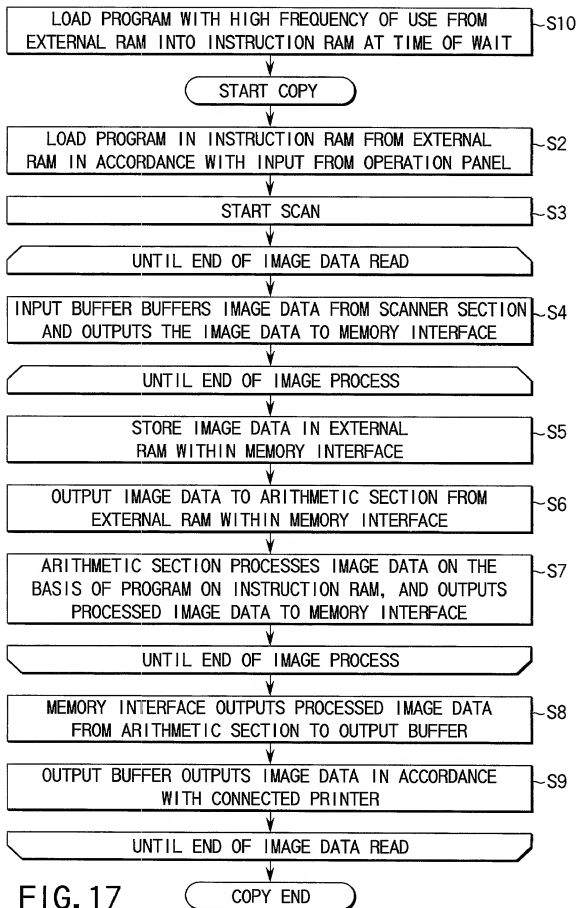 LOAD PROGRAM WITH HIGH FREQUENCY OF USE FROM
EXTERNAL RAM INTO INSTRUCTION RAM AT TIME OF WAIT
~S10
START COPY
LOAD PROGRAM IN INSTRUCTION RAM FROM EXTERNAL
RAM IN ACCORDANCE WITH INPUT FROM OPERATION PANEL
~S2
START SCAN
~S3
UNTIL END OF IMAGE DATA READ
INPUT BUFFER BUFFERS IMAGE DATA FROM SCANNER SECTION
AND OUTPUTS THE IMAGE DATA TO MEMORY INTERFACE
~S4
UNTIL END OF IMAGE PROCESS
STORE IMAGE DATA IN EXTERNAL
RAM WITHIN MEMORY INTERFACE
~S5
OUTPUT IMAGE DATA TO ARITHMETIC SECTION FROM
EXTERNAL RAM WITHIN MEMORY INTERFACE
~S6
ARITHMETIC SECTION PROCESSES IMAGE DATA ON THE
BASIS OF PROGRAM ON INSTRUCTION RAM, AND OUTPUTS
PROCESSED IMAGE DATA TO MEMORY INTERFACE
~S7
UNTIL END OF IMAGE PROCESS
MEMORY INTERFACE OUTPUTS PROCESSED IMAGE DATA
FROM ARITHMETIC SECTION TO OUTPUT BUFFER
~S8
OUTPUT BUFFER OUTPUTS IMAGE DATA IN ACCORDANCE
WITH CONNECTED PRINTER
~S9
UNTIL END OF IMAGE DATA READ
COPY END
FIG. 17